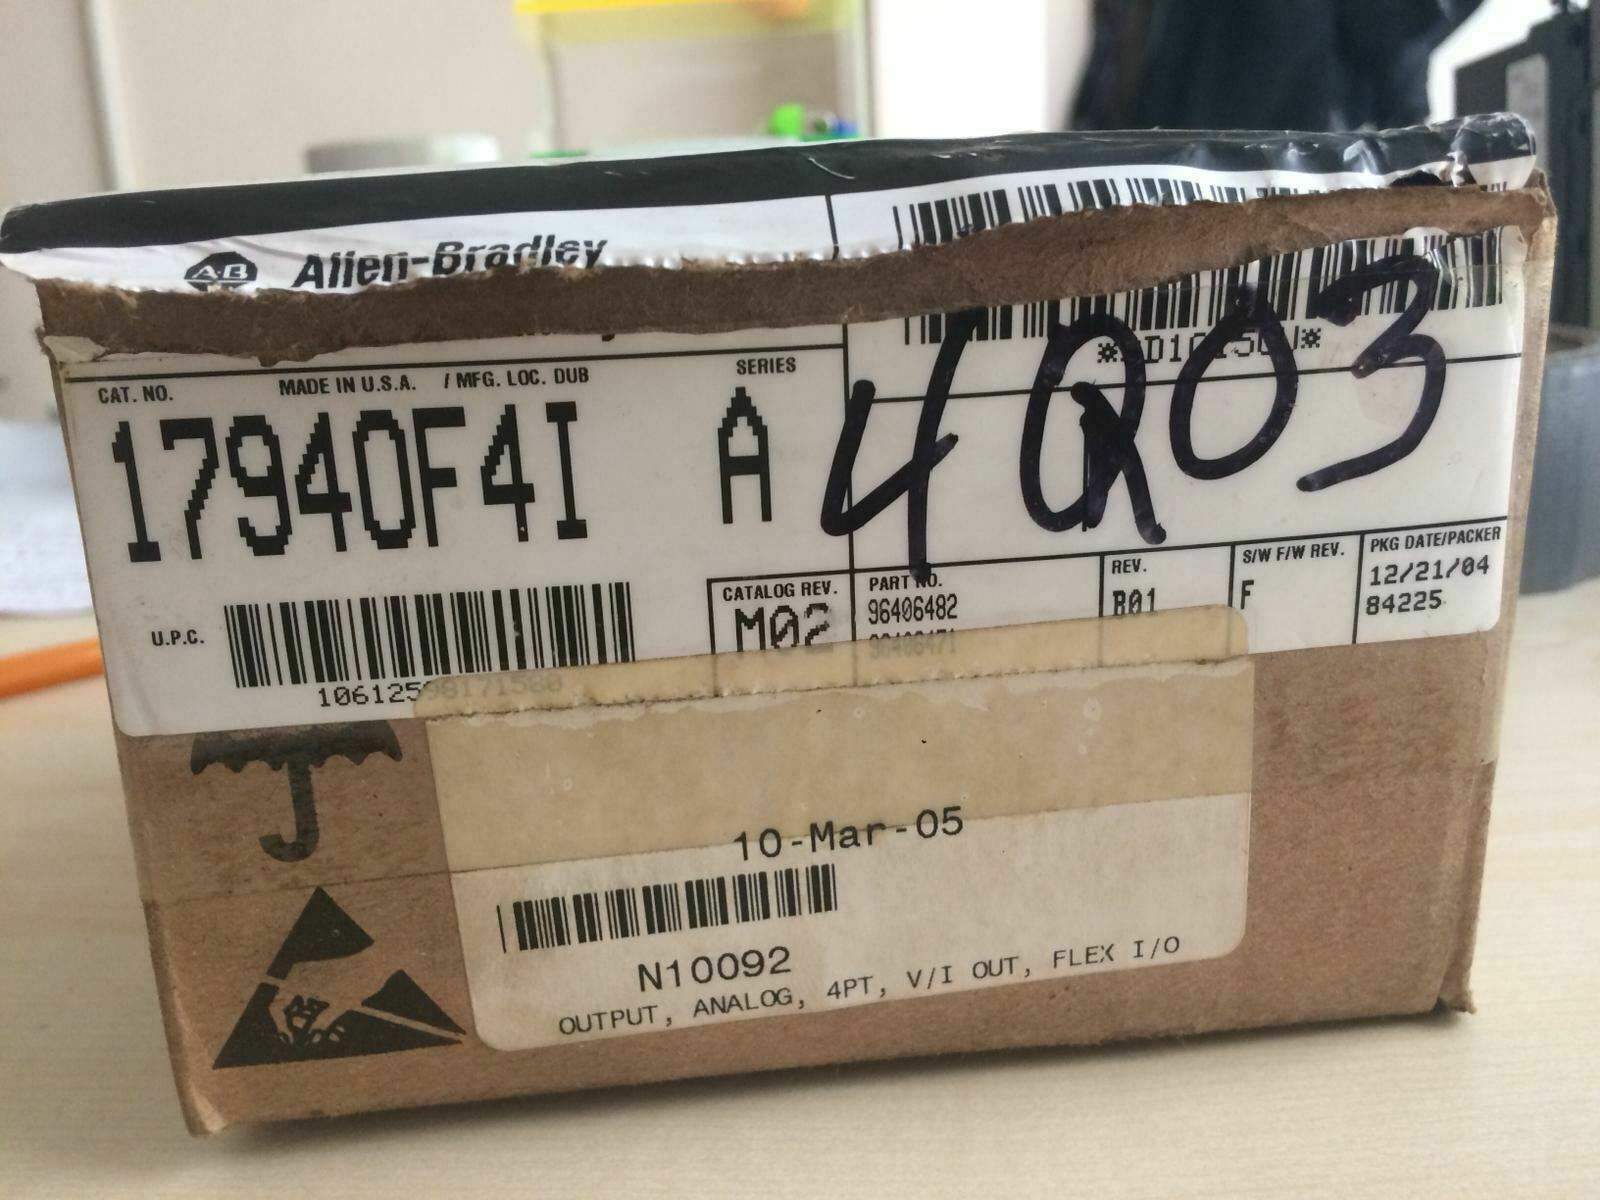 A-B Allen-Bradley
CAT. NO. MADE IN U.S.A. / MFG. LOC. DUB SERIES
17940F4I A
4Q03
U.P.C.
CATALOG REV. M02
PART NO.
96406482
96406471
REV.
B01
S/W F/W REV.
F
PKG DATE/PACKER
12/21/04
84225
10-Mar-05
N10092
OUTPUT, ANALOG, 4PT, V/I OUT, FLEX I/O